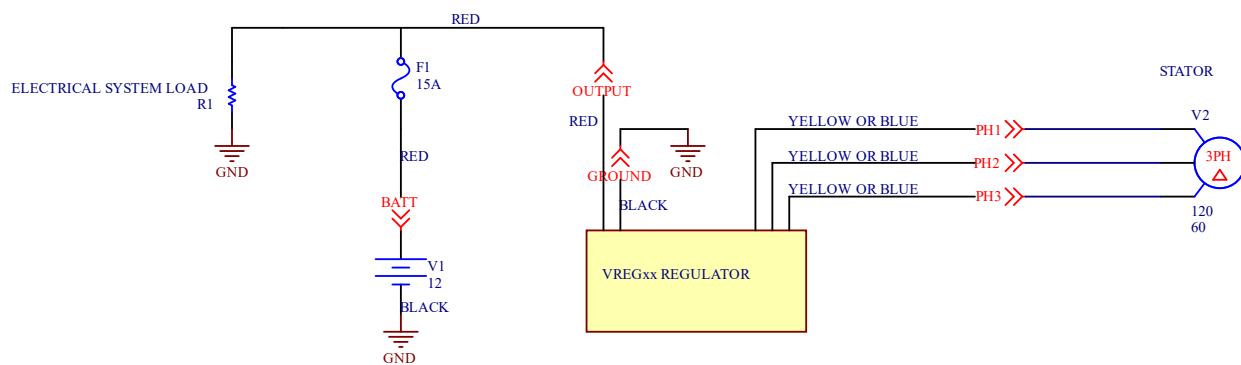 RED
F1
15A
ELECTRICAL SYSTEM LOAD
R1
GND
RED
BATT
V1
12
BLACK
GND
OUTPUT
RED
GROUND
GND
BLACK
VREGxx REGULATOR
STATOR
V2
YELLOW OR BLUE
PH1
YELLOW OR BLUE
PH2
3PH
YELLOW OR BLUE
PH3
120
60